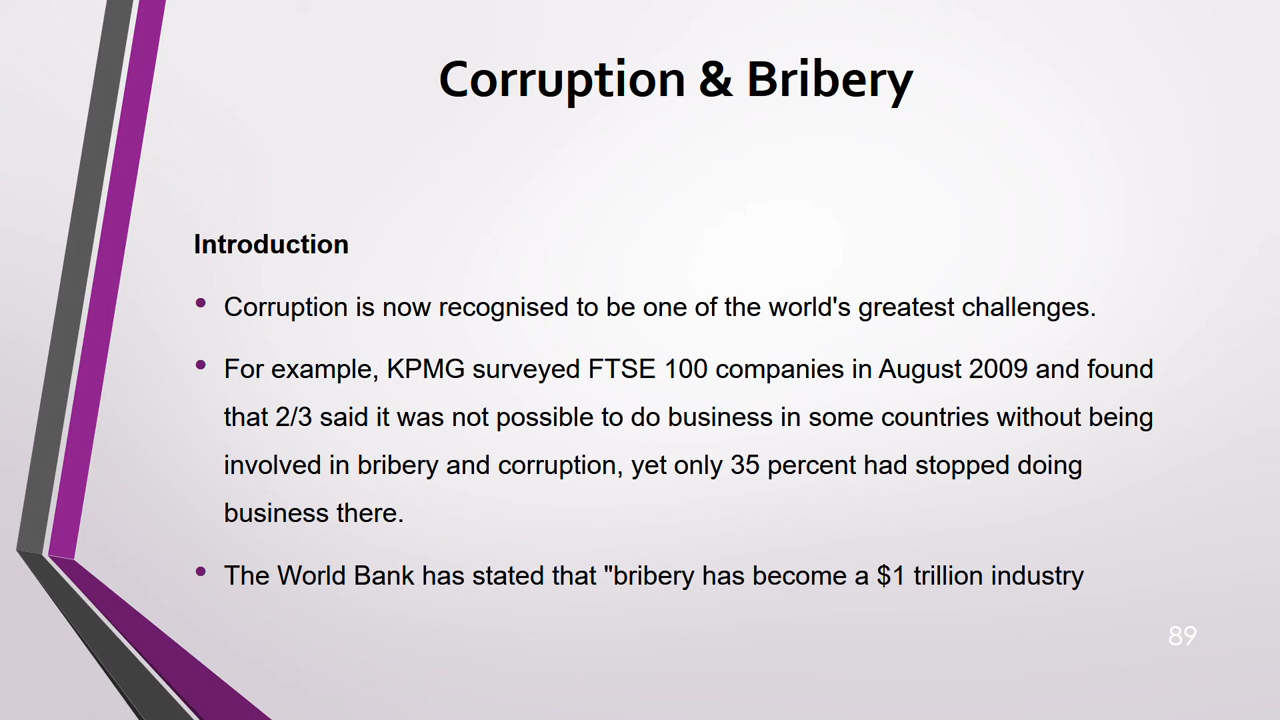 Corruption & Bribery
Introduction
• Corruption is now recognised to be one of the world's greatest challenges.
• For example, KPMG surveyed FTSE 100 companies in August 2009 and found
that 2/3 said it was not possible to do business in some countries without being
involved in bribery and corruption, yet only 35 percent had stopped doing
business there.
• The World Bank has stated that "bribery has become a $1 trillion industry
89